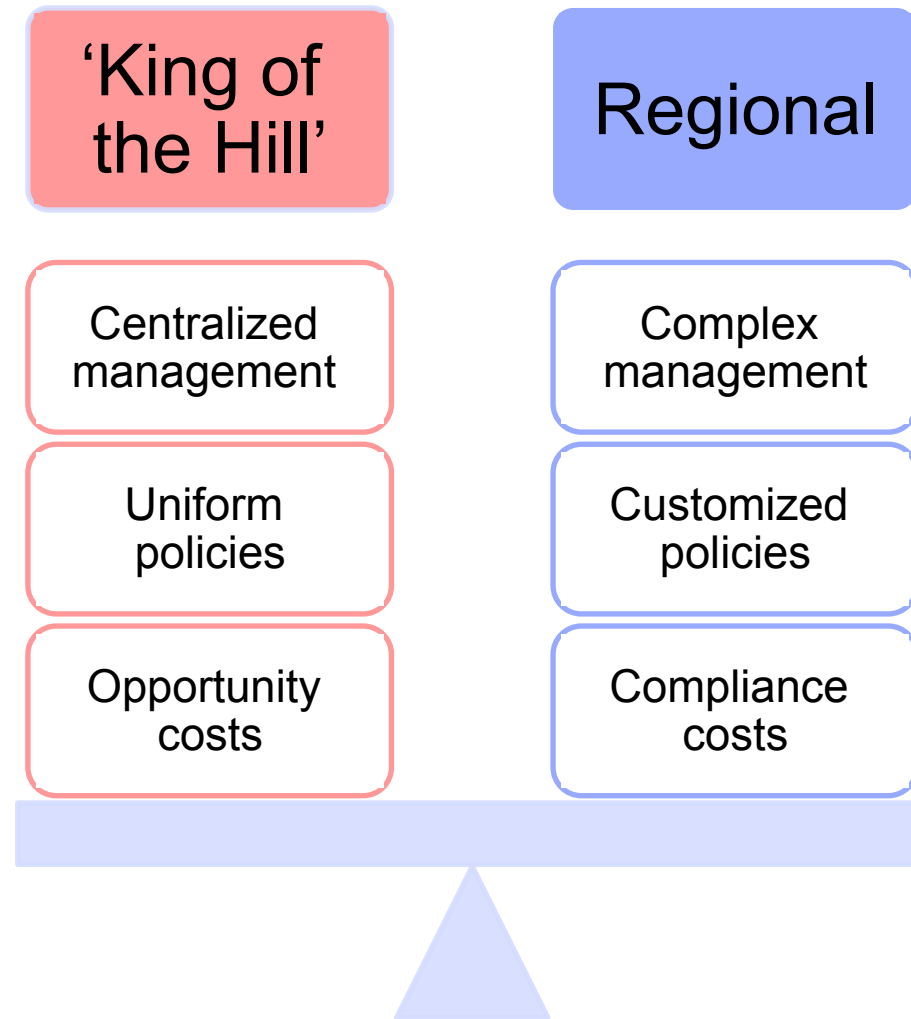 ‘King of
the Hill’
Regional
Centralized
management
Complex
management
Uniform
policies
Customized
policies
Opportunity
costs
Compliance
costs